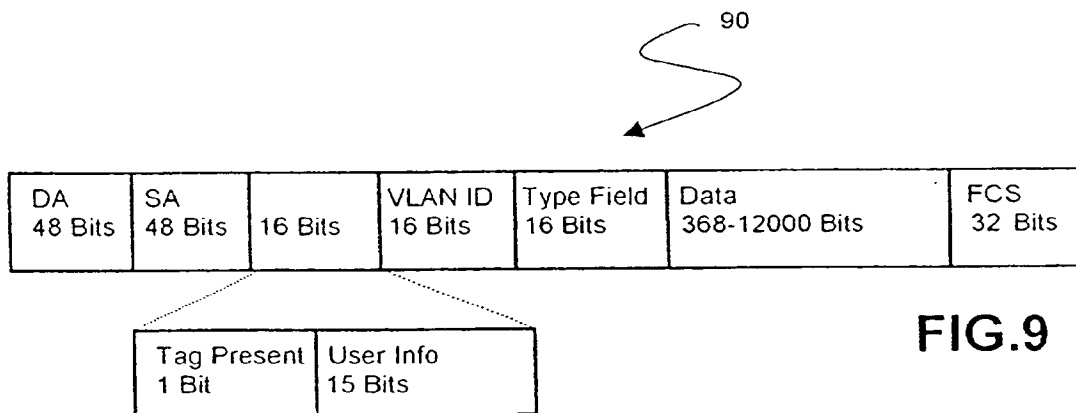 90
DA
48 Bits
SA
48 Bits
16 Bits
VLAN ID
16 Bits
Type Field
16 Bits
Data
368-12000 Bits
FCS
32 Bits
Tag Present
1 Bit
User Info
15 Bits
FIG.9